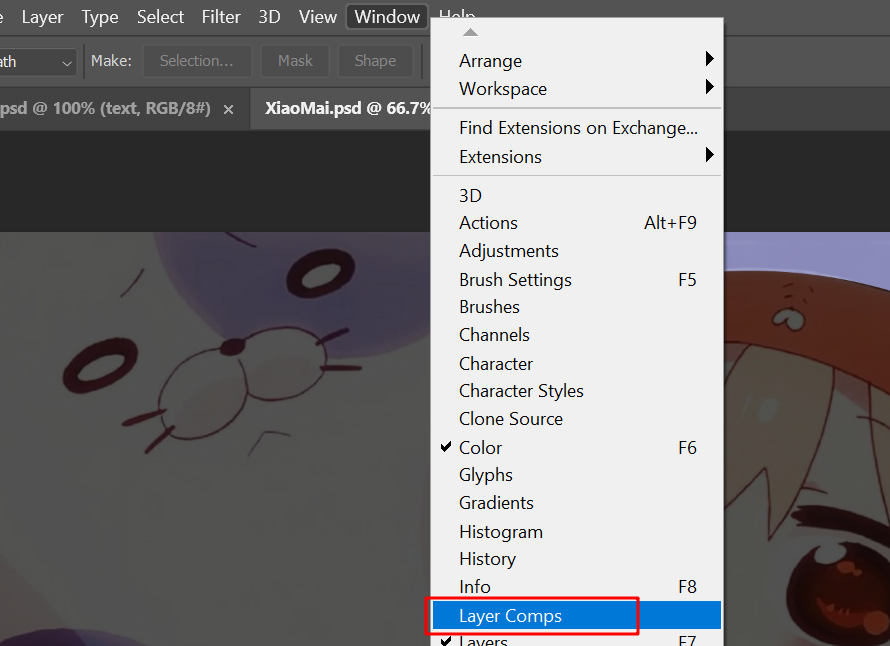 Layer Type Select Filter 3D View Window Help
ath Make: Selection... Mask Shape
.psd @ 100% (text, RGB/8#) × XiaoMai.psd @ 66.7%
Arrange
Workspace
Find Extensions on Exchange...
Extensions
3D
Actions Alt+F9
Adjustments
Brush Settings F5
Brushes
Channels
Character
Character Styles
Clone Source
Color F6
Glyphs
Gradients
Histogram
History
Info F8
Layer Comps
Layers F7